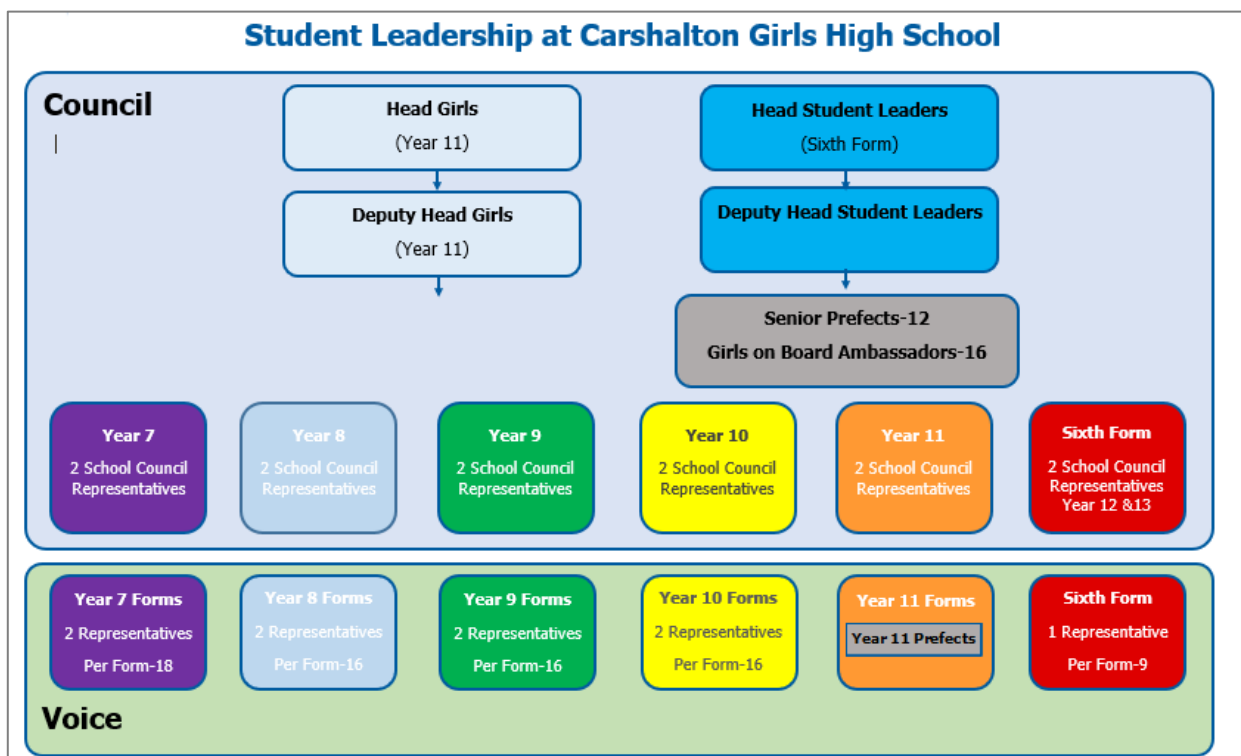 Student Leadership at Carshalton Girls High School
Council
Head Girls
(Year 11)
Head Student Leaders
(Sixth Form)
Deputy Head Girls
(Year 11)
Deputy Head Student Leaders
Senior Prefects-12
Girls on Board Ambassadors-16
Year 7
2 School Council
Representatives
Year 8
2 School Council
Representatives
Year 9
2 School Council
Representatives
Year 10
2 School Council
Representatives
Year 11
2 School Council
Representatives
Sixth Form
2 School Council
Representatives
Year 12 &13
Year 7 Forms
2 Representatives
Per Form-18
Year 8 Forms
2 Representatives
Per Form-16
Year 9 Forms
2 Representatives
Per Form-16
Year 10 Forms
2 Representatives
Per Form-16
Year 11 Forms
Year 11 Prefects
Sixth Form
1 Representative
Per Form-9
Voice